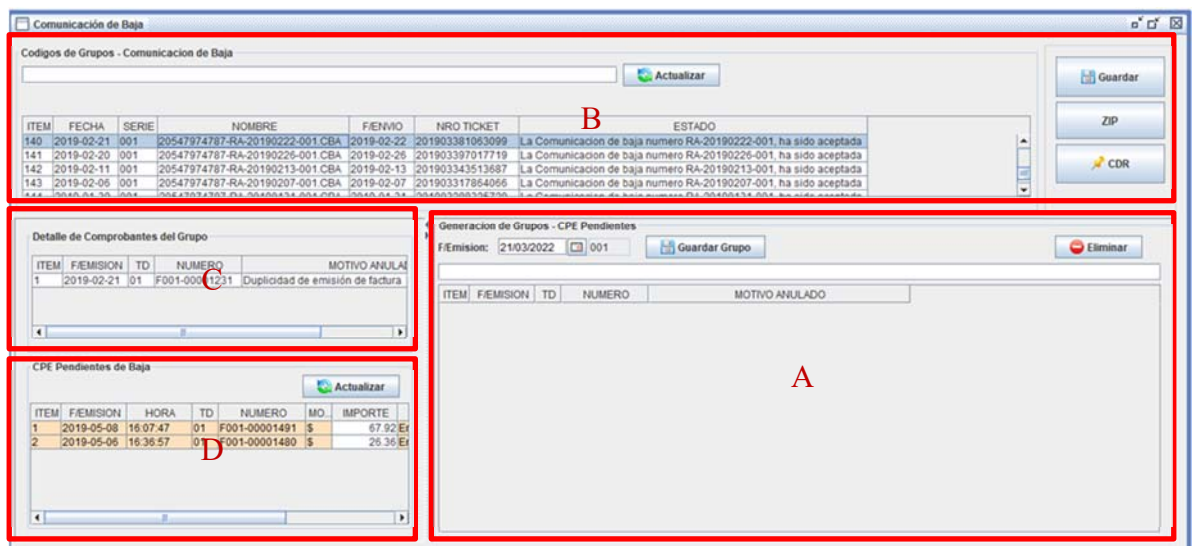 Comunicación de Baja
Codigos de Grupos - Comunicacion de Baja
Actualizar
Guardar
ZIP
CDR
ITEM FECHA SERIE NOMBRE F/ENVIO NRO TICKET ESTADO
140 2019-02-21 001 20547974787-RA-20190222-001.CBA 2019-02-22 201903381063099 La Comunicacion de baja numero RA-20190222-001, ha sido aceptada
141 2019-02-20 001 20547974787-RA-20190226-001.CBA 2019-02-26 201903397017719 La Comunicacion de baja numero RA-20190226-001, ha sido aceptada
142 2019-02-11 001 20547974787-RA-20190213-001.CBA 2019-02-13 201903343513687 La Comunicacion de baja numero RA-20190213-001, ha sido aceptada
143 2019-02-06 001 20547974787-RA-20190207-001.CBA 2019-02-07 201903317864066 La Comunicacion de baja numero RA-20190207-001, ha sido aceptada
B
Detalle de Comprobantes del Grupo
ITEM F/EMISION TD NUMERO MOTIVO ANULAD
1 2019-02-21 01 F001-00001231 Duplicidad de emisión de factura
C
CPE Pendientes de Baja
Actualizar
ITEM F/EMISION HORA TD NUMERO MO... IMPORTE
1 2019-05-08 16:07:47 01 F001-00001491 $ 67.92 Er
2 2019-05-06 16:36:57 01 F001-00001480 $ 26.36 Er
D
Generacion de Grupos - CPE Pendientes
F/Emision: 21/03/2022 001 Guardar Grupo Eliminar
ITEM F/EMISION TD NUMERO MOTIVO ANULADO
A